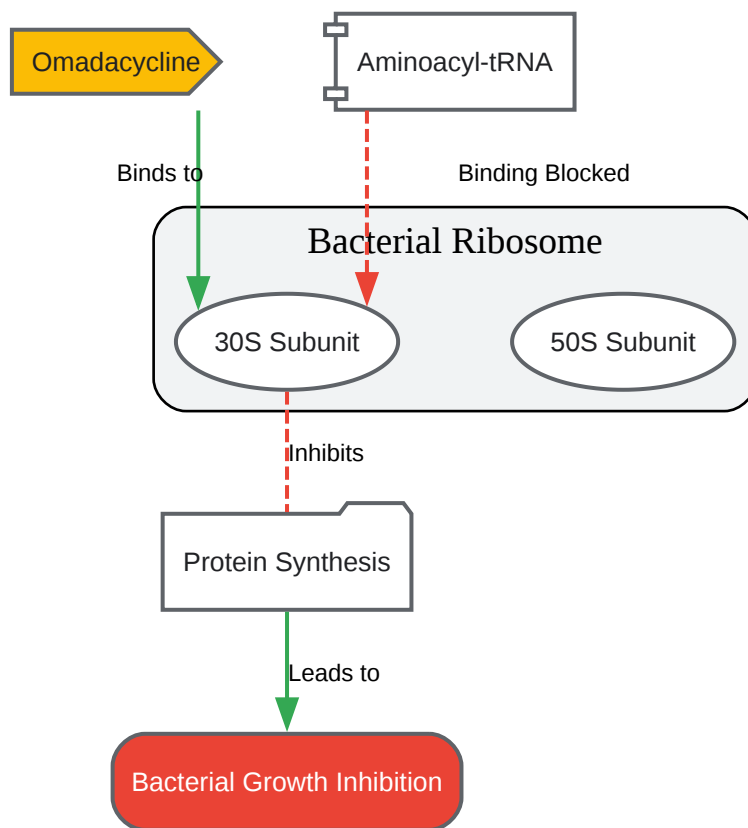 Omadacycline
Aminoacyl-tRNA
Binds to
Binding Blocked
Bacterial Ribosome
30S Subunit
50S Subunit
Inhibits
Protein Synthesis
Leads to
Bacterial Growth Inhibition